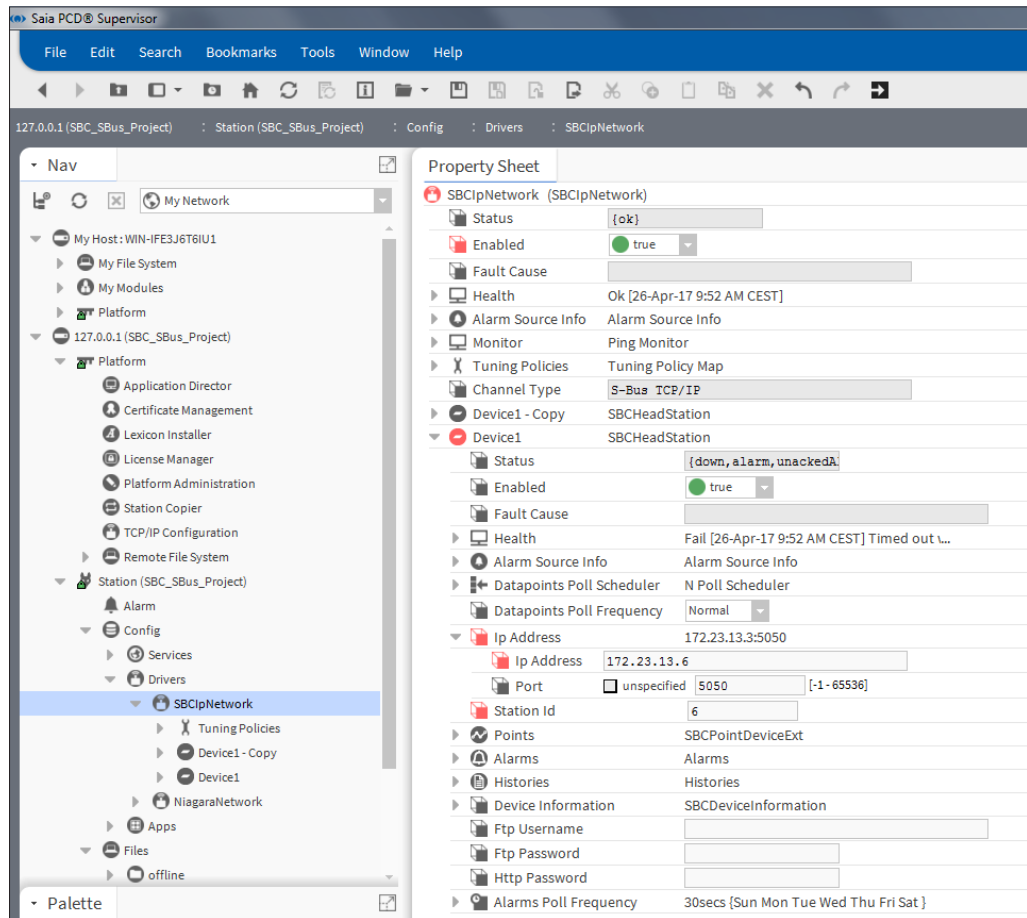 Saia PCD® Supervisor
File Edit Search Bookmarks Tools Window Help
127.0.0.1 (SBC_SBus_Project) : Station (SBC_SBus_Project) : Config : Drivers : SBCIpNetwork
Nav
My Network
My Host : WIN-IFE3J6T6IU1
My File System
My Modules
Platform
127.0.0.1 (SBC_SBus_Project)
Platform
Application Director
Certificate Management
Lexicon Installer
License Manager
Platform Administration
Station Copier
TCP/IP Configuration
Remote File System
Station (SBC_SBus_Project)
Alarm
Config
Services
Drivers
SBCIpNetwork
Tuning Policies
Device1 - Copy
Device1
NiagaraNetwork
Apps
Files
offline
Palette
Property Sheet
SBCIpNetwork (SBCIpNetwork)
Status {ok}
Enabled true
Fault Cause
Health Ok [26-Apr-17 9:52 AM CEST]
Alarm Source Info Alarm Source Info
Monitor Ping Monitor
Tuning Policies Tuning Policy Map
Channel Type S-Bus TCP/IP
Device1 - Copy SBCHeadStation
Device1 SBCHeadStation
Status {down,alarm,unackedA
Enabled true
Fault Cause
Health Fail [26-Apr-17 9:52 AM CEST] Timed out \...
Alarm Source Info Alarm Source Info
Datapoints Poll Scheduler N Poll Scheduler
Datapoints Poll Frequency Normal
Ip Address 172.23.13.3:5050
Ip Address 172.23.13.6
Port unspecified 5050 [-1 - 65536]
Station Id 6
Points SBCPointDeviceExt
Alarms Alarms
Histories Histories
Device Information SBCDeviceInformation
Ftp Username
Ftp Password
Http Password
Alarms Poll Frequency 30secs {Sun Mon Tue Wed Thu Fri Sat }